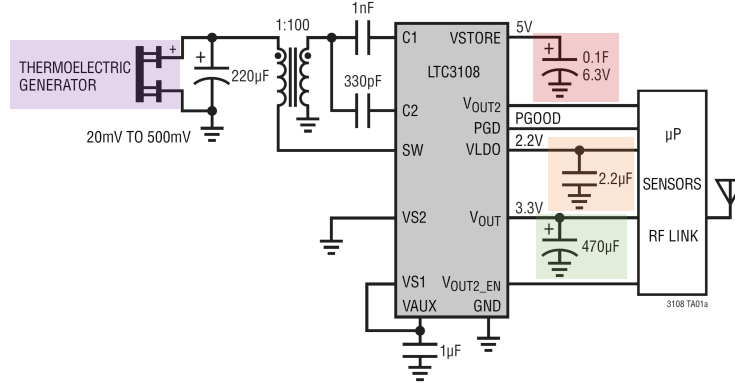 1:100
1nF
330pF
THERMOELECTRIC
GENERATOR
+
+
220µF
20mV TO 500mV
C1
C2
SW
VS2
VS1
VAUX
LTC3108
VSTORE
VOUT2
PGD
VLDO
VOUT
VOUT2_EN
GND
1µF
5V
+
0.1F
6.3V
PGOOD
2.2V
2.2µF
3.3V
+
470µF
µP
SENSORS
RF LINK
3108 TA01a